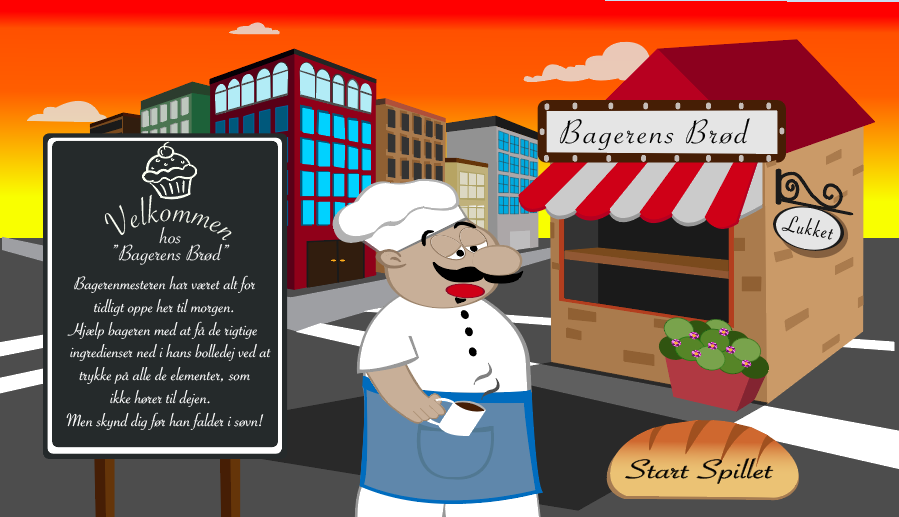 Velkommen
hos
"Bagerens Brød"
Bagerenmesteren har været alt for
tidligt oppe her til morgen.
Hjælp bageren med at få de rigtige
ingredienser ned i hans bolledej ved at
trykke på alle de elementer, som
ikke hører til dejen.
Men skynd dig før han falder i søvn!
Bagerens Brød
Lukket
Start Spillet